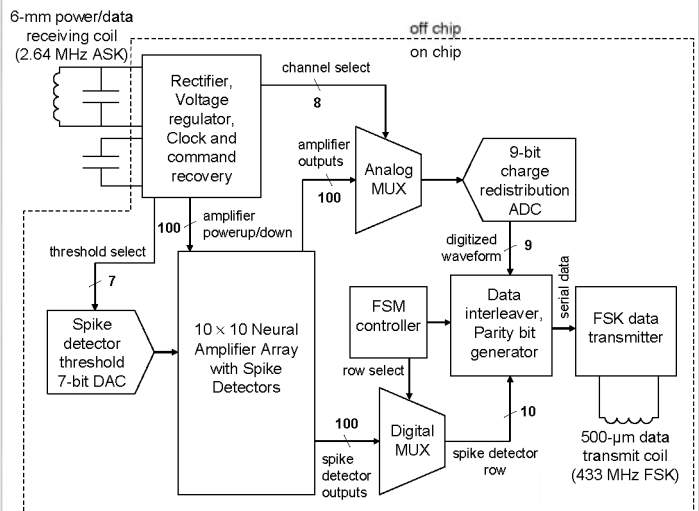 6-mm power/data
receiving coil
(2.64 MHz ASK)
off chip
on chip
Rectifier,
Voltage
regulator,
Clock and
command
recovery
channel select
8
amplifier
outputs
100
Analog
MUX
9-bit
charge
redistribution
ADC
100
amplifier
powerup/down
threshold select
7
digitized
waveform
9
serial data
Spike
detector
threshold
7-bit DAC
10 × 10 Neural
Amplifier Array
with Spike
Detectors
FSM
controller
Data
interleaver,
Parity bit
generator
FSK data
transmitter
row select
100
spike
detector
outputs
Digital
MUX
10
spike detector
row
500-µm data
transmit coil
(433 MHz FSK)